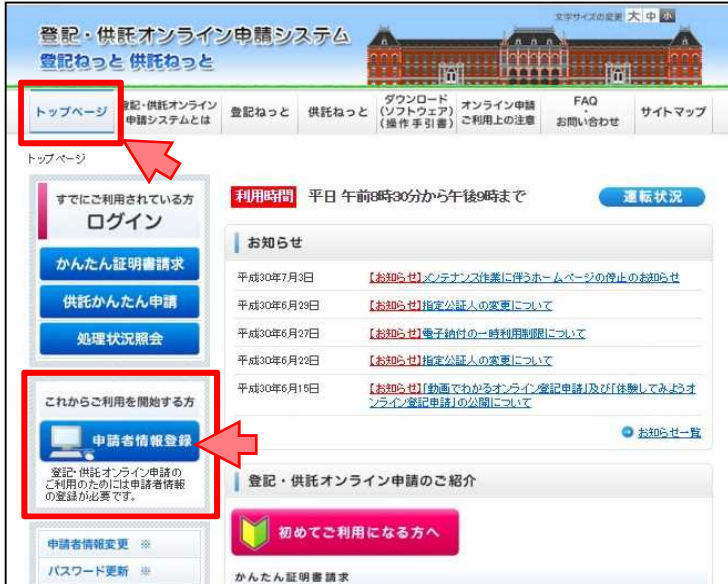 文字サイズの変更 大 中 小
登記・供託オンライン申請システム
登記ねっと 供託ねっと
トップページ
登記・供託オンライン
申請システムとは
登記ねっと
供託ねっと
ダウンロード
(ソフトウェア)
(操作手引書)
オンライン申請
ご利用上の注意
FAQ
・
お問い合わせ
サイトマップ
トップページ
すでにご利用されている方
ログイン
かんたん証明書請求
供託かんたん申請
処理状況照会
これからご利用を開始する方
申請者情報登録
登記・供託オンライン申請の
ご利用のためには申請者情報
の登録が必要です。
申請者情報変更 ※
パスワード更新 ※
利用時間 平日 午前8時30分から午後9時まで
運転状況
お知らせ
平成30年7月3日 【お知らせ】メンテナンス作業に伴うホームページの停止のお知らせ
平成30年6月29日 【お知らせ】指定公証人の変更について
平成30年6月27日 【お知らせ】電子納付の一時利用制限について
平成30年6月22日 【お知らせ】指定公証人の変更について
平成30年6月15日 【お知らせ】「動画でわかるオンライン登記申請」及び「体験してみようオ
ンライン登記申請」の公開について
お知らせ一覧
登記・供託オンライン申請のご紹介
初めてご利用になる方へ
かんたん証明書請求